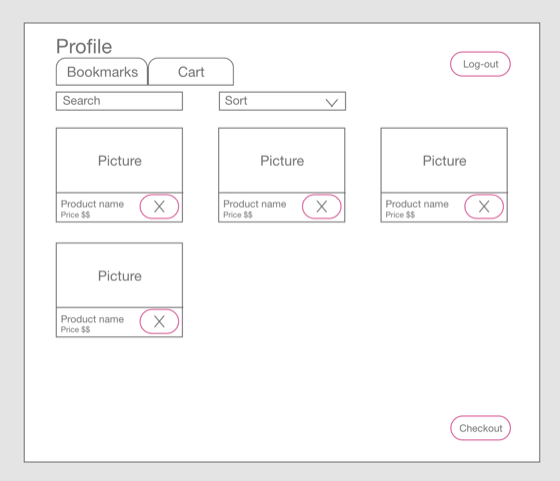 Profile
Log-out
Bookmarks Cart
Search Sort
Picture Picture Picture
Product name X Product name X Product name X
Price $$ Price $$ Price $$
Picture
Product name X
Price $$
Checkout